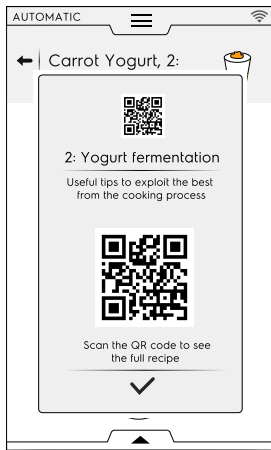 AUTOMATIC
Carrot Yogurt, 2:
2: Yogurt fermentation
Useful tips to exploit the best
from the cooking process
Scan the QR code to see
the full recipe